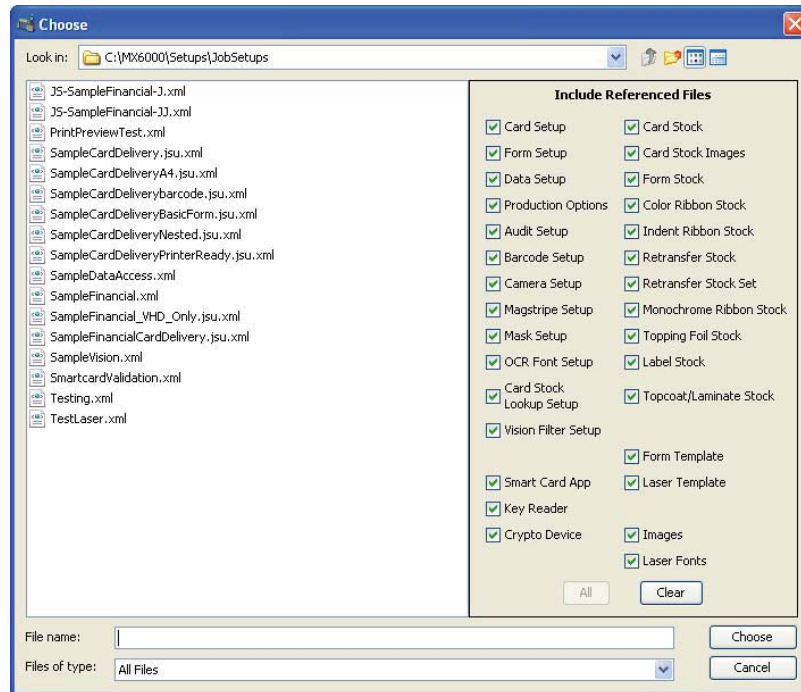 Choose
Look in: C:\MX6000\Setups\JobSetups
JS-SampleFinancial-J.xml
JS-SampleFinancial-JJ.xml
PrintPreviewTest.xml
SampleCardDelivery.jsu.xml
SampleCardDeliveryA4.jsu.xml
SampleCardDeliverybarcode.jsu.xml
SampleCardDeliveryBasicForm.jsu.xml
SampleCardDeliveryNested.jsu.xml
SampleCardDeliveryPrinterReady.jsu.xml
SampleDataAccess.xml
SampleFinancial.xml
SampleFinancial_VHD_Only.jsu.xml
SampleFinancialCardDelivery.jsu.xml
SampleVision.xml
SmartcardValidation.xml
Testing.xml
TestLaser.xml
Include Referenced Files
Card Setup Card Stock
Form Setup Card Stock Images
Data Setup Form Stock
Production Options Color Ribbon Stock
Audit Setup Indent Ribbon Stock
Barcode Setup Retransfer Stock
Camera Setup Retransfer Stock Set
Magstripe Setup Monochrome Ribbon Stock
Mask Setup Topping Foil Stock
OCR Font Setup Label Stock
Card Stock
Lookup Setup Topcoat/Laminate Stock
Vision Filter Setup
Form Template
Smart Card App Laser Template
Key Reader
Crypto Device Images
Laser Fonts
All Clear
File name: Choose
Files of type: All Files Cancel